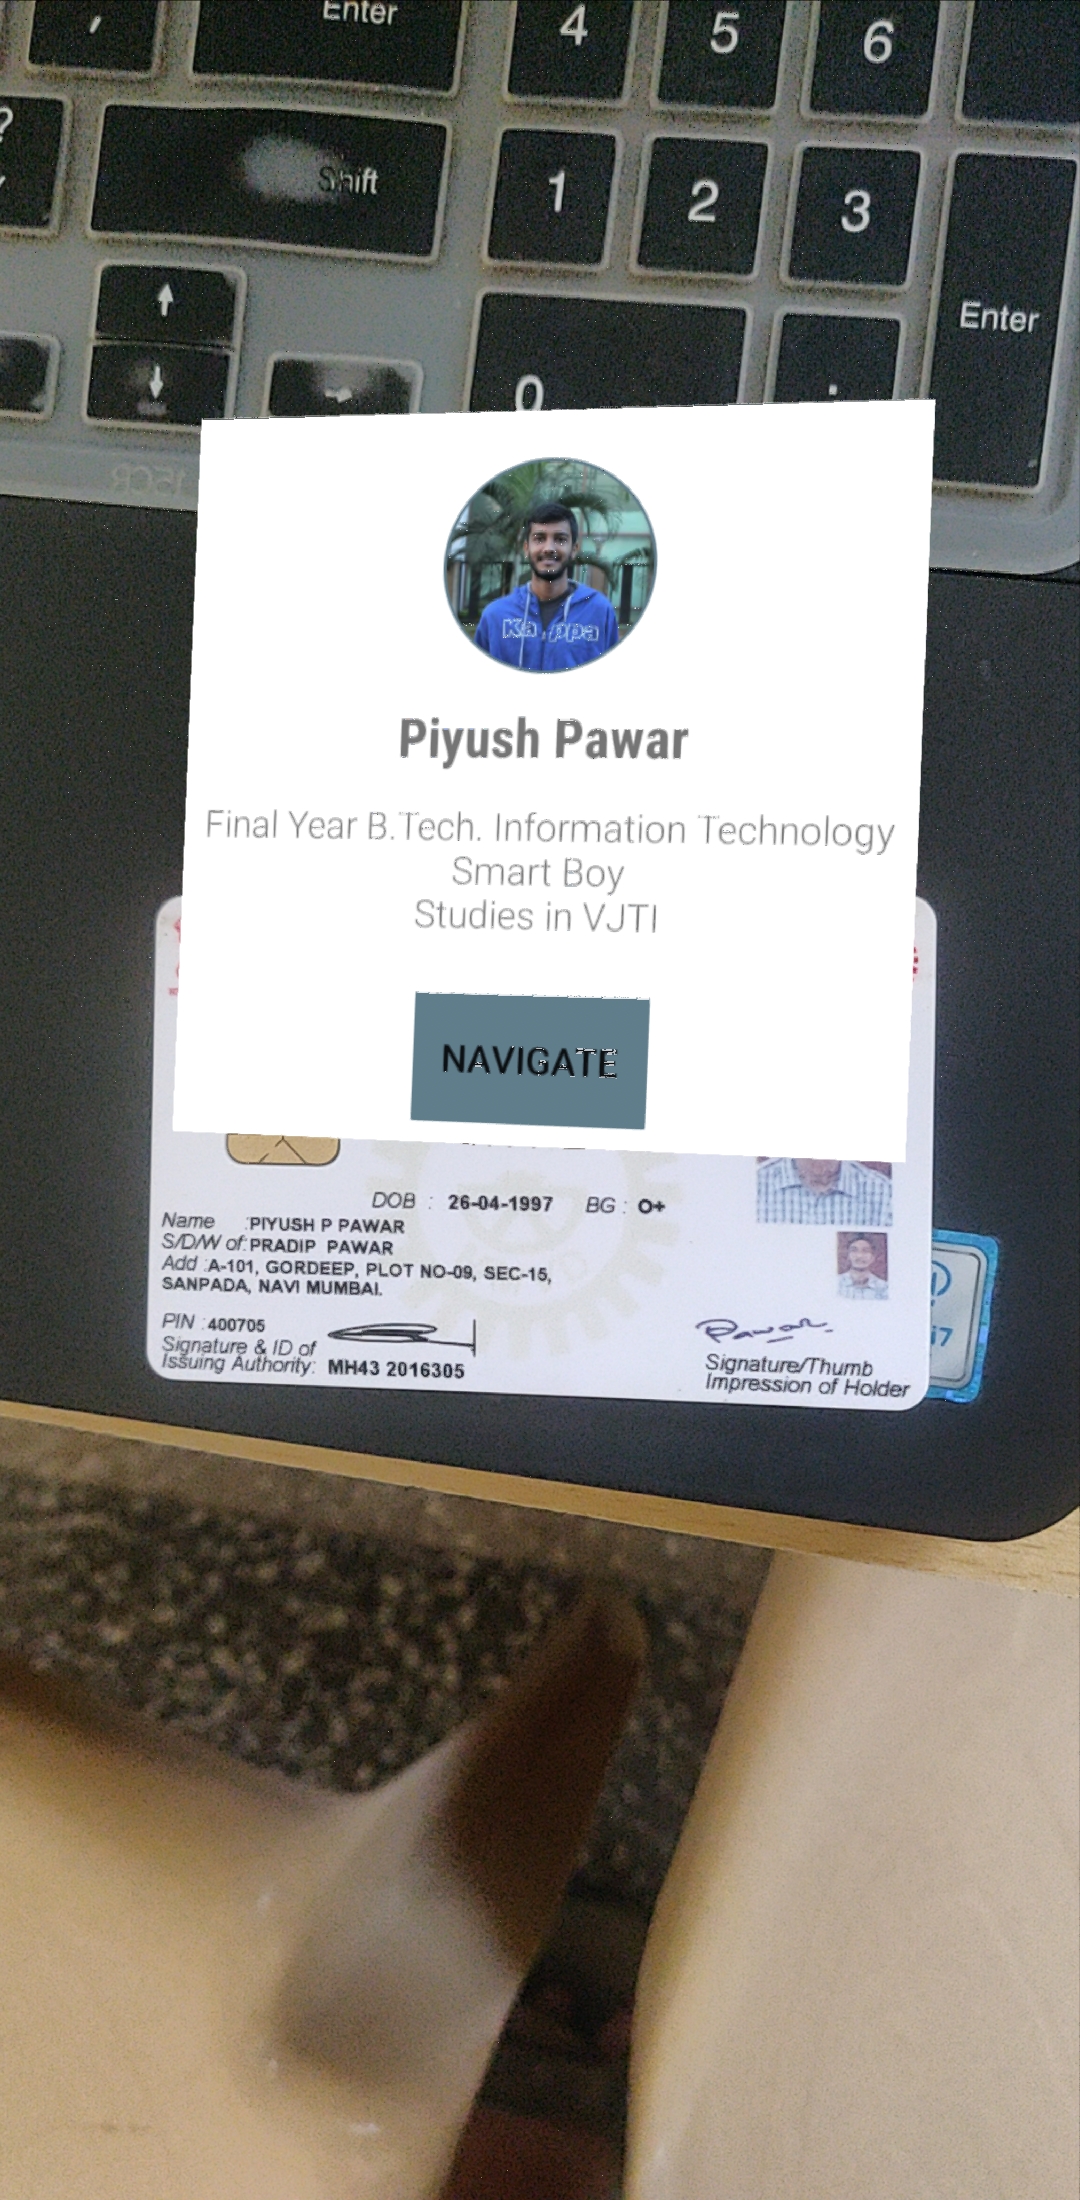 , Enter 4 5 6
? Shift 1 2 3
↑
Enter
↓ → 0 .
Kappa
Piyush Pawar
Final Year B.Tech. Information Technology
Smart Boy
Studies in VJTI
NAVIGATE
DOB : 26-04-1997 BG : O+
Name :PIYUSH P PAWAR
S/D/W of:PRADIP PAWAR
Add :A-101, GORDEEP, PLOT NO-09, SEC-15,
SANPADA, NAVI MUMBAI.
PIN :400705
Signature & ID of
Issuing Authority: MH43 2016305
Pawar
Signature/Thumb
Impression of Holder
i7